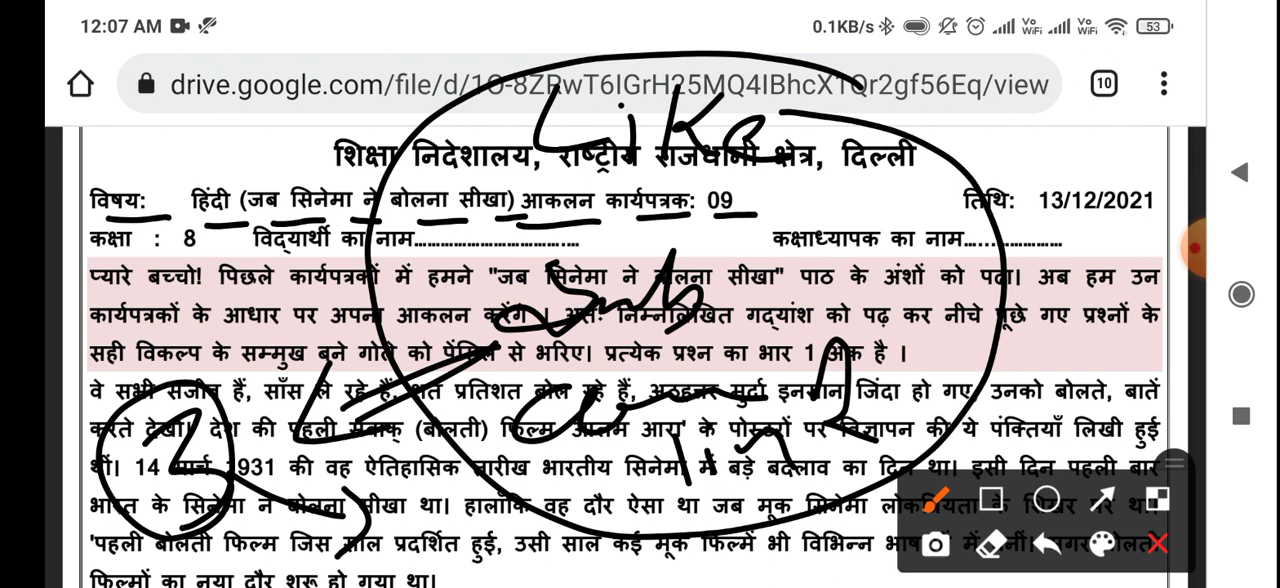 12:07 AM 0.1KB/s Vo WiFi Vo WiFi 53
drive.google.com/file/d/1O-8ZRwT6IGrH25MQ4IBhcX1Qr2gf56Eq/view 10
Like
शिक्षा निदेशालय, राष्ट्रीय राजधानी क्षेत्र, दिल्ली
विषय: हिंदी (जब सिनेमा ने बोलना सीखा) आकलन कार्यपत्रक: 09 तिथि: 13/12/2021
कक्षा : 8 विद्यार्थी का नाम................................... कक्षाध्यापक का नाम.....................
प्यारे बच्चो! पिछले कार्यपत्रकों में हमने "जब सिनेमा ने बोलना सीखा" पाठ के अंशों को पढ़ा। अब हम उन
कार्यपत्रकों के आधार पर अपना आकलन करेंगे । अतः निम्नलिखित गद्यांश को पढ़ कर नीचे पूछे गए प्रश्नों के
सही विकल्प के सम्मुख बने गोले को पेंसिल से भरिए। प्रत्येक प्रश्न का भार 1 अंक है ।
वे सभी सजीव हैं, साँस ले रहे हैं, शत प्रतिशत बोल रहे हैं, अठहत्तर मुर्दा इनसान जिंदा हो गए, उनको बोलते, बातें
करते देखो। देश की पहली सवाक् (बोलती) फिल्म 'आलम आरा' के पोस्टरों पर विज्ञापन की ये पंक्तियाँ लिखी हुई
थीं। 14 मार्च 1931 की वह ऐतिहासिक तारीख भारतीय सिनेमा में बड़े बदलाव का दिन था। इसी दिन पहली बार
भारत के सिनेमा ने बोलना सीखा था। हालाँकि वह दौर ऐसा था जब मूक सिनेमा लोकप्रियता के शिखर पर था।
'पहली बोलती फिल्म जिस साल प्रदर्शित हुई, उसी साल कई मूक फिल्में भी विभिन्न भाषाओं में बनीं। मगर बोलती
फिल्मों का नया दौर शुरू हो गया था।